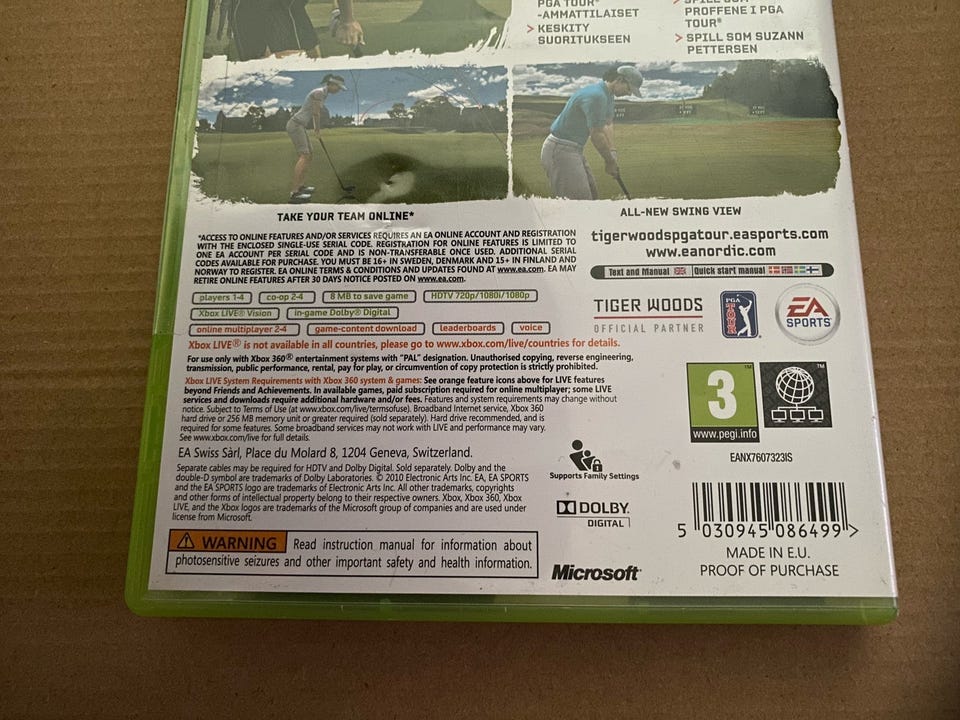 PGA TOUR®
-AMMATTILAISET
> KESKITY
SUORITUKSEEN
> SPILL SOM
PROFFENE I PGA
TOUR®
> SPILL SOM SUZANN
PETTERSEN
TAKE YOUR TEAM ONLINE*
ALL-NEW SWING VIEW
*ACCESS TO ONLINE FEATURES AND/OR SERVICES REQUIRES AN EA ONLINE ACCOUNT AND REGISTRATION
WITH THE ENCLOSED SINGLE-USE SERIAL CODE. REGISTRATION FOR ONLINE FEATURES IS LIMITED TO
ONE EA ACCOUNT PER SERIAL CODE AND IS NON-TRANSFERABLE ONCE USED. ADDITIONAL SERIAL
CODES AVAILABLE FOR PURCHASE. YOU MUST BE 16+ IN SWEDEN, DENMARK AND 15+ IN FINLAND AND
NORWAY TO REGISTER. EA ONLINE TERMS & CONDITIONS AND UPDATES FOUND AT www.ea.com. EA MAY
RETIRE ONLINE FEATURES AFTER 30 DAYS NOTICE POSTED ON www.ea.com.
tigerwoodspgatour.easports.com
www.eanordic.com
Text and Manual Quick start manual
players 1-4 co-op 2-4 8 MB to save game HDTV 720p/1080i/1080p
Xbox LIVE® Vision in-game Dolby® Digital
online multiplayer 2-4 game-content download leaderboards voice
TIGER WOODS
OFFICIAL PARTNER
PGA TOUR
EA SPORTS™
Xbox LIVE® is not available in all countries, please go to www.xbox.com/live/countries for details.
For use only with Xbox 360® entertainment systems with "PAL" designation. Unauthorised copying, reverse engineering,
transmission, public performance, rental, pay for play, or circumvention of copy protection is strictly prohibited.
Xbox LIVE System Requirements with Xbox 360 system & games: See orange feature icons above for LIVE features
beyond Friends and Achievements. In available games, paid subscription required for online multiplayer; some LIVE
services and downloads require additional hardware and/or fees. Features and system requirements may change without
notice. Subject to Terms of Use (at www.xbox.com/live/termsofuse). Broadband Internet service, Xbox 360
hard drive or 256 MB memory unit or greater required (sold separately). Hard drive recommended, and is
required for some features. Some broadband services may not work with LIVE and performance may vary.
See www.xbox.com/live for full details.
3
www.pegi.info
EANX7607323IS
EA Swiss Sàrl, Place du Molard 8, 1204 Geneva, Switzerland.
Supports Family Settings
Separate cables may be required for HDTV and Dolby Digital. Sold separately. Dolby and the
double-D symbol are trademarks of Dolby Laboratories. © 2010 Electronic Arts Inc. EA, EA SPORTS
and the EA SPORTS logo are trademarks of Electronic Arts Inc. All other trademarks, copyrights
and other forms of intellectual property belong to their respective owners. Xbox, Xbox 360, Xbox
LIVE, and the Xbox logos are trademarks of the Microsoft group of companies and are used under
license from Microsoft.
DOLBY
DIGITAL
5 030945 086499 >
MADE IN E.U.
PROOF OF PURCHASE
WARNING Read instruction manual for information about
photosensitive seizures and other important safety and health information.
Microsoft®